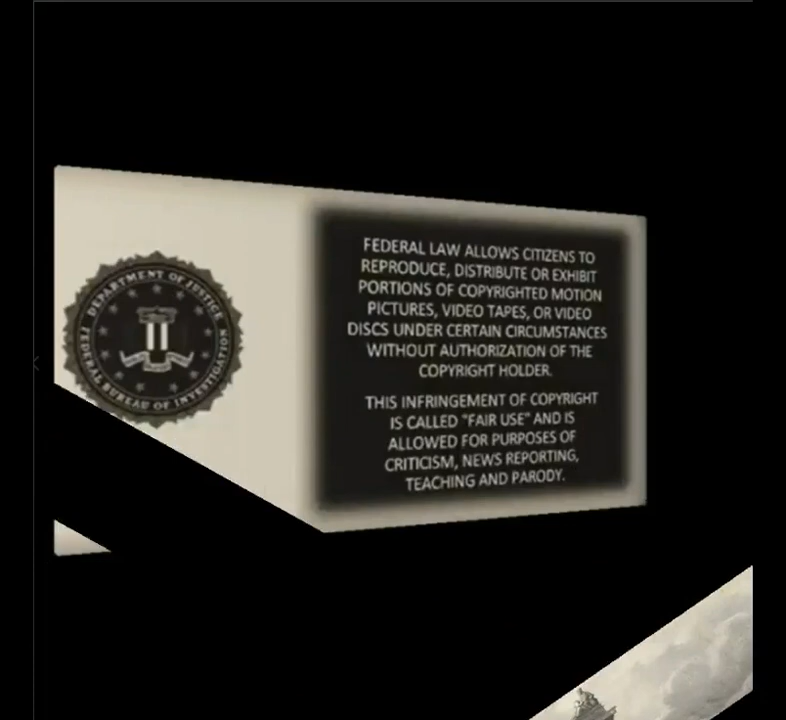 DEPARTMENT OF JUSTICE
FEDERAL BUREAU OF INVESTIGATION
FEDERAL LAW ALLOWS CITIZENS TO
REPRODUCE, DISTRIBUTE OR EXHIBIT
PORTIONS OF COPYRIGHTED MOTION
PICTURES, VIDEO TAPES, OR VIDEO
DISCS UNDER CERTAIN CIRCUMSTANCES
WITHOUT AUTHORIZATION OF THE
COPYRIGHT HOLDER.
THIS INFRINGEMENT OF COPYRIGHT
IS CALLED "FAIR USE" AND IS
ALLOWED FOR PURPOSES OF
CRITICISM, NEWS REPORTING,
TEACHING AND PARODY.